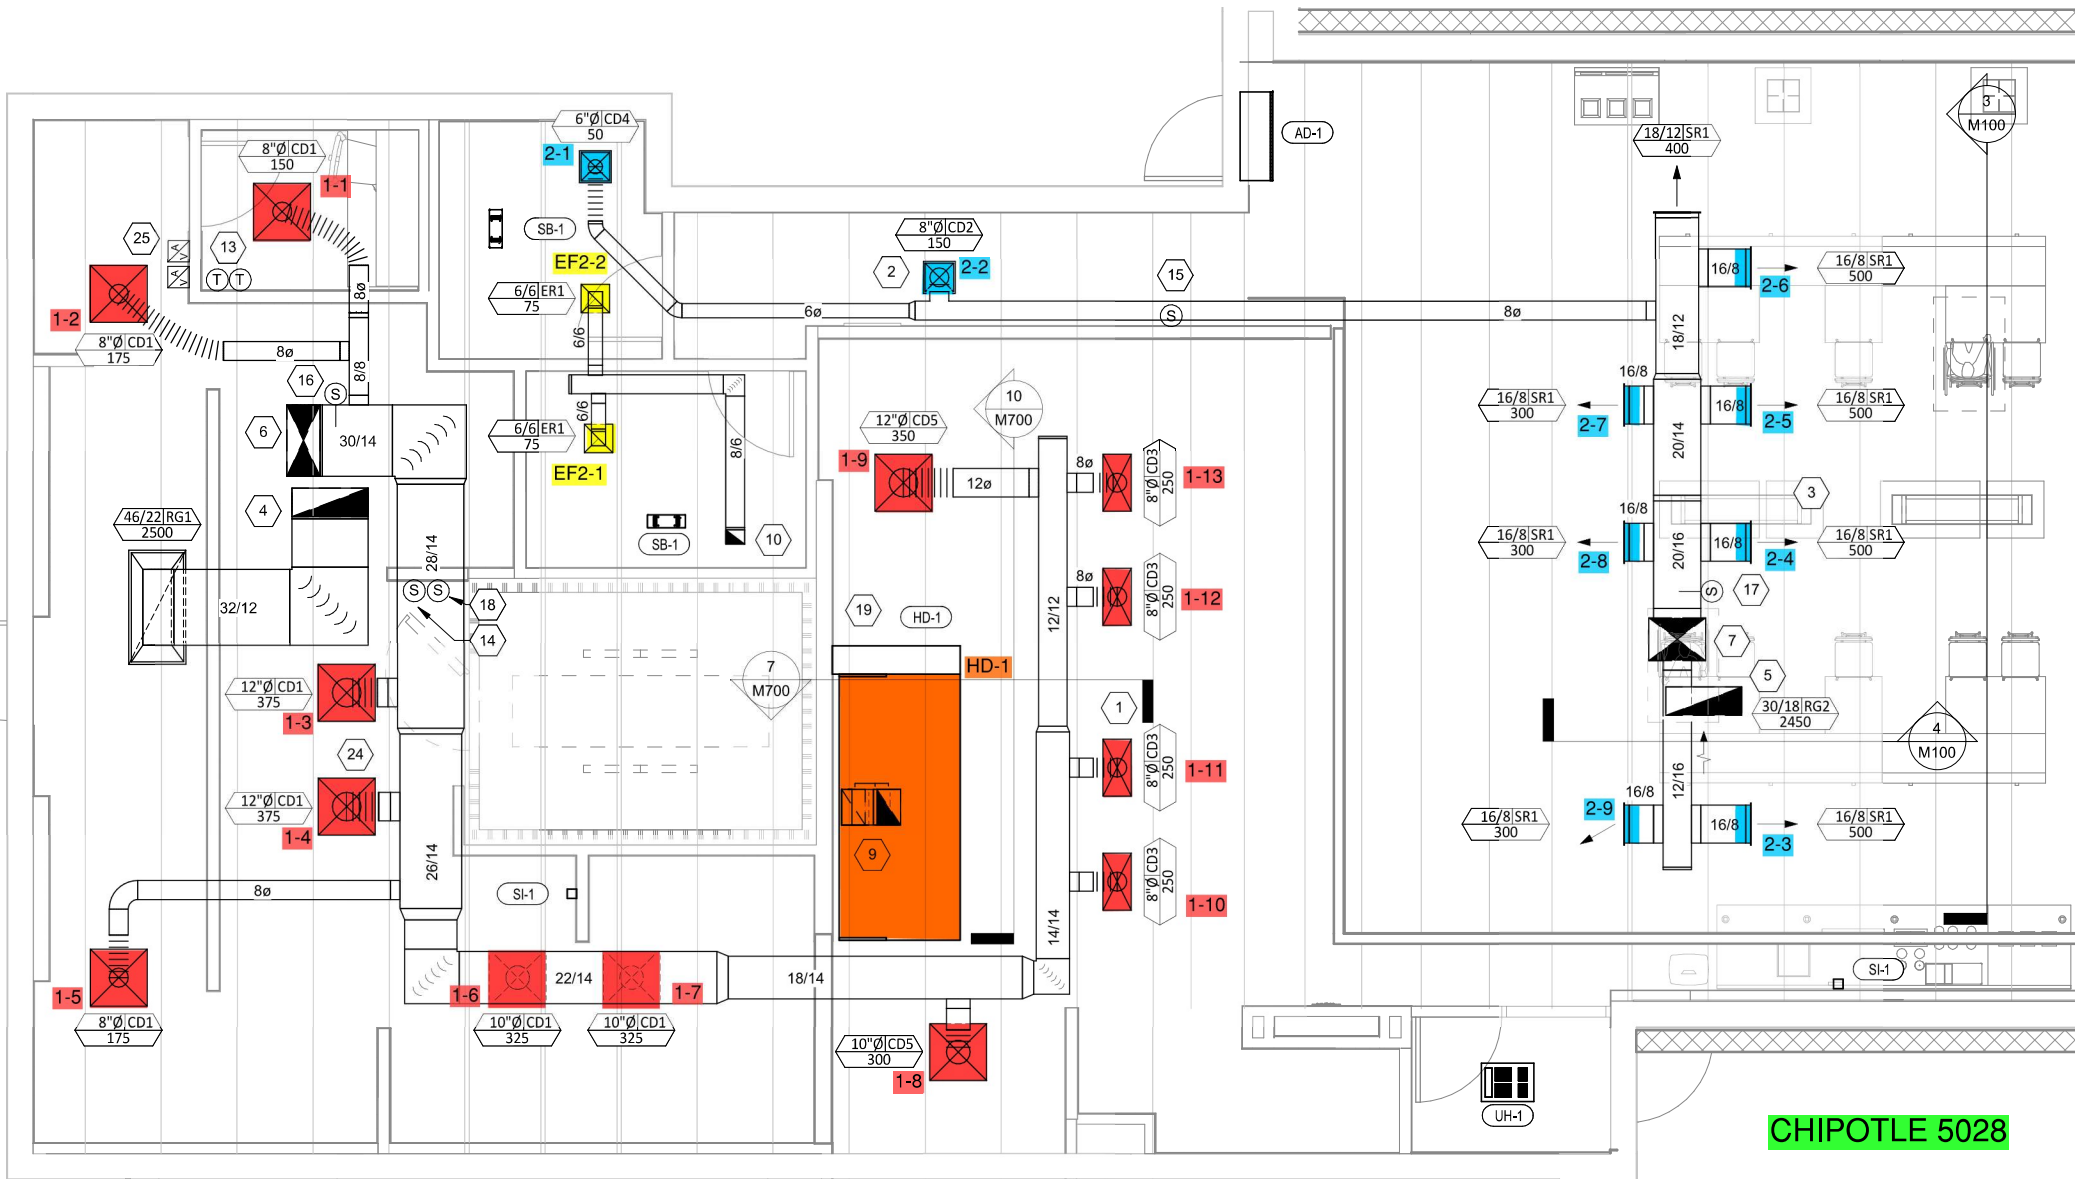 6"Ø CD4
50
2-1
8"Ø CD1
150
1-1
AD-1
3
M100
18/12 SR1
400
25
V A
V A
13
T T
SB-1
8"Ø CD2
150
2
2-2
15
S
EF2-2
6/6 ER1
75
6/6
6ø
8ø
16/8
2-6
16/8 SR1
500
18/12
1-2
8"Ø CD1
175
8ø
8ø
8/8
16
S
6
30/14
6/6
6/6 ER1
75
EF2-1
8/6
10
M700
12"Ø CD5
350
1-9
12ø
8ø
8"Ø CD3
250
1-13
16/8
16/8 SR1
300
2-7
16/8
2-5
16/8 SR1
500
20/14
3
4
46/22 RG1
2500
32/12
28/14
S S
18
14
SB-1
10
8ø
8"Ø CD3
250
1-12
12/12
16/8
16/8 SR1
300
2-8
16/8
2-4
16/8 SR1
500
20/16
S
17
7
5
30/18 RG2
2450
19
HD-1
HD-1
7
M700
12"Ø CD1
375
1-3
24
12"Ø CD1
375
1-4
26/14
1
8"Ø CD3
250
1-11
4
M100
12/16
16/8
2-9
16/8 SR1
300
16/8
2-3
16/8 SR1
500
9
8ø
SI-1
8"Ø CD3
250
1-10
14/14
1-5
8"Ø CD1
175
1-6
22/14
1-7
18/14
10"Ø CD1
325
10"Ø CD1
325
10"Ø CD5
300
1-8
SI-1
UH-1
CHIPOTLE 5028